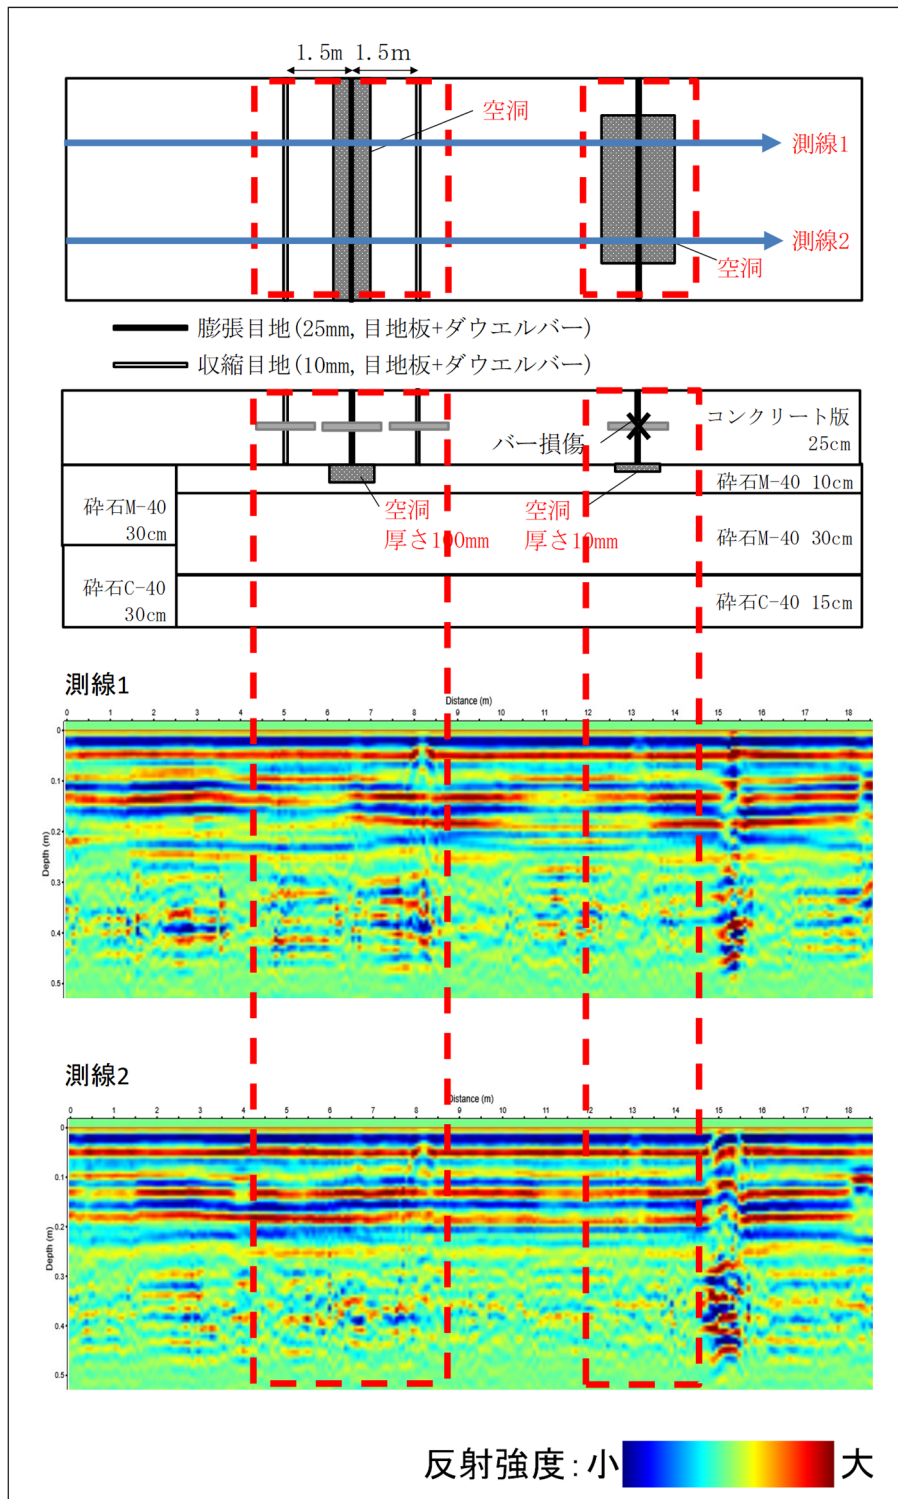 1.5m 1.5m
空洞
測線1
測線2
空洞
膨張目地(25mm, 目地板+ダウエルバー)
収縮目地(10mm, 目地板+ダウエルバー)
コンクリート版
25cm
バー損傷
砕石M-40 10cm
砕石M-40
30cm
空洞
厚さ100mm
空洞
厚さ10mm
砕石M-40 30cm
砕石C-40
30cm
砕石C-40 15cm
測線1
Distance (m)
0 1 2 3 4 5 6 7 8 9 10 11 12 13 14 15 16 17 18
0
0.1
0.2
0.3
0.4
0.5
Depth (m)
測線2
Distance (m)
0 1 2 3 4 5 6 7 8 9 10 11 12 13 14 15 16 17 18
0
0.1
0.2
0.3
0.4
0.5
Depth (m)
反射強度:小 大